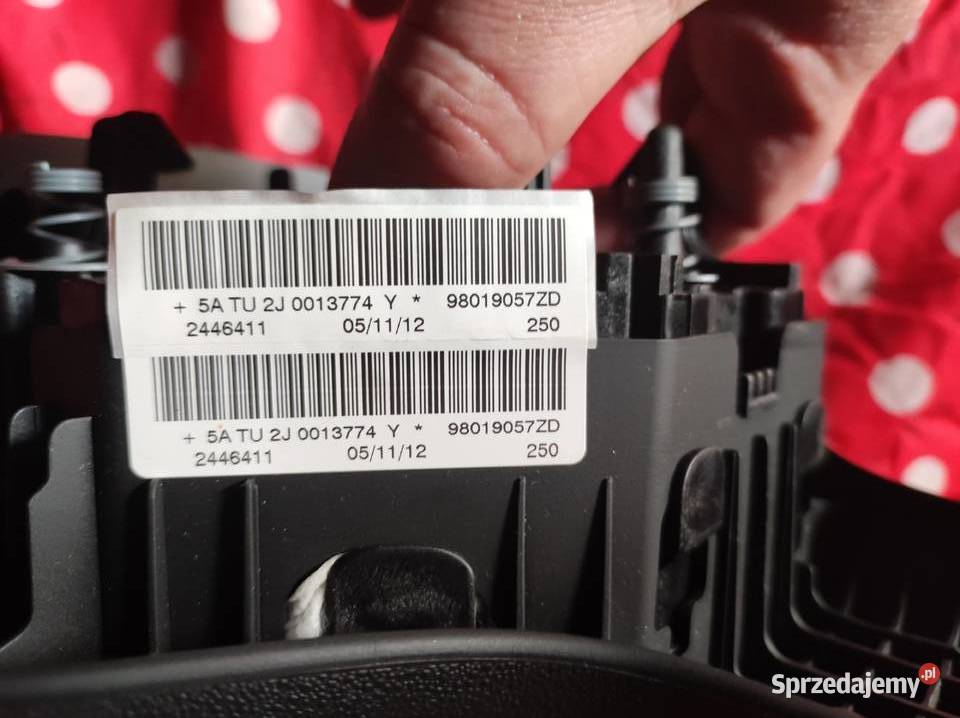 + 5A TU 2J 0013774 Y * 98019057ZD
2446411 05/11/12 250
+ 5A TU 2J 0013774 Y * 98019057ZD
2446411 05/11/12 250
Sprzedajemy.pl